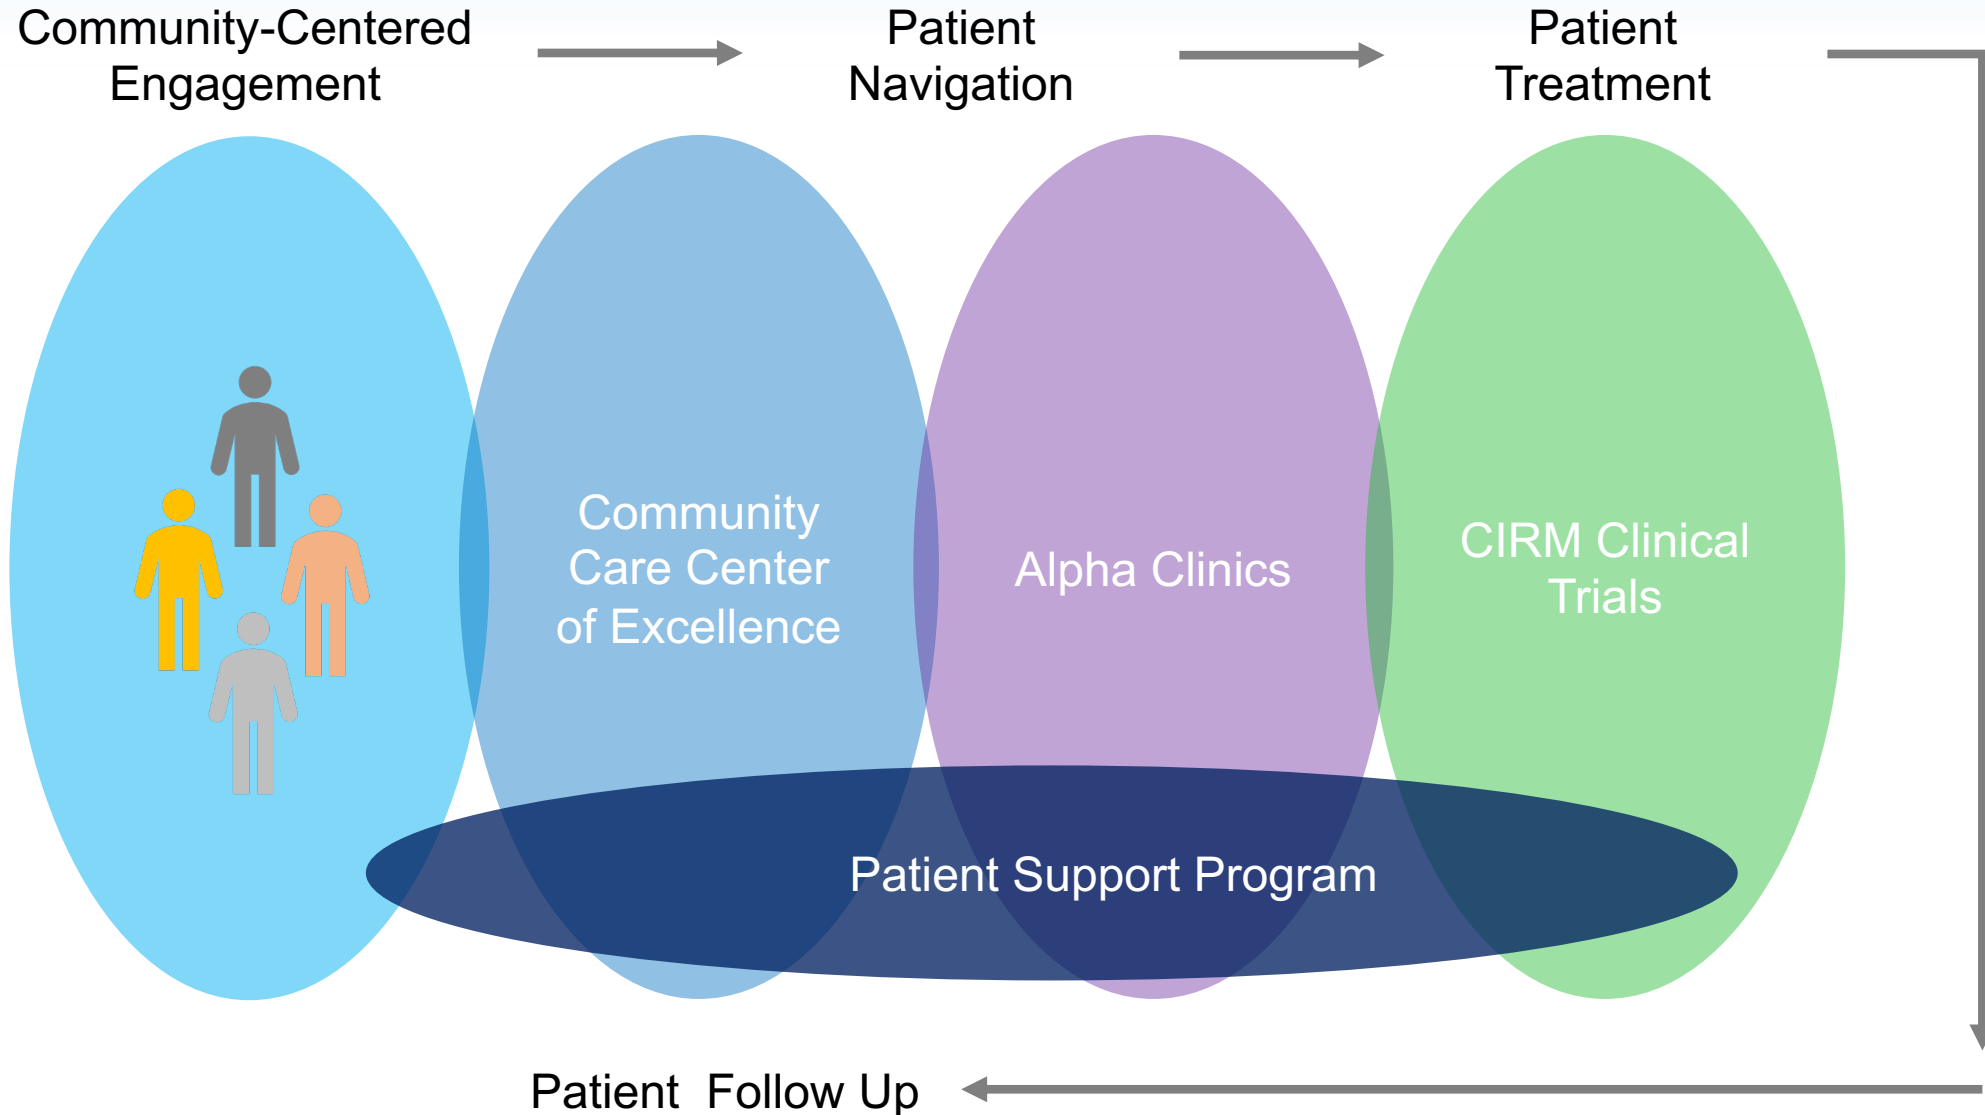 Community-Centered
Engagement
Patient
Navigation
Patient
Treatment
Community
Care Center
of Excellence
Alpha Clinics
CIRM Clinical
Trials
Patient Support Program
Patient  Follow Up